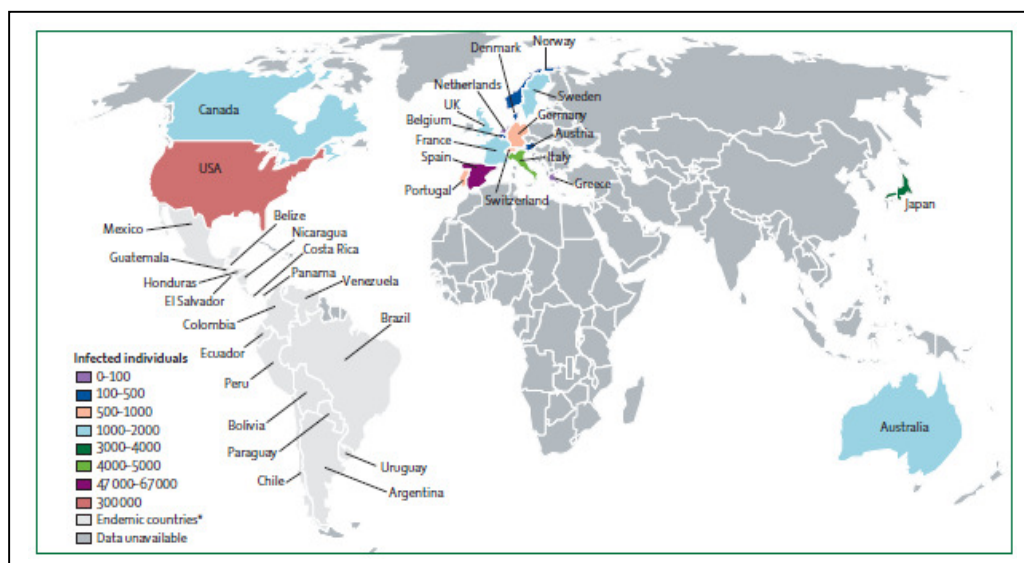 Norway
Denmark
Netherlands
Sweden
UK
Germany
Belgium
Austria
France
Italy
Spain
Portugal
Switzerland
Greece
Canada
USA
Japan
Mexico
Belize
Nicaragua
Guatemala
Costa Rica
Honduras
Panama
El Salvador
Venezuela
Colombia
Brazil
Ecuador
Peru
Bolivia
Paraguay
Uruguay
Chile
Argentina
Australia
Infected individuals
0–100
100–500
500–1000
1000–2000
3000–4000
4000–5000
47 000–67 000
300 000
Endemic countries*
Data unavailable